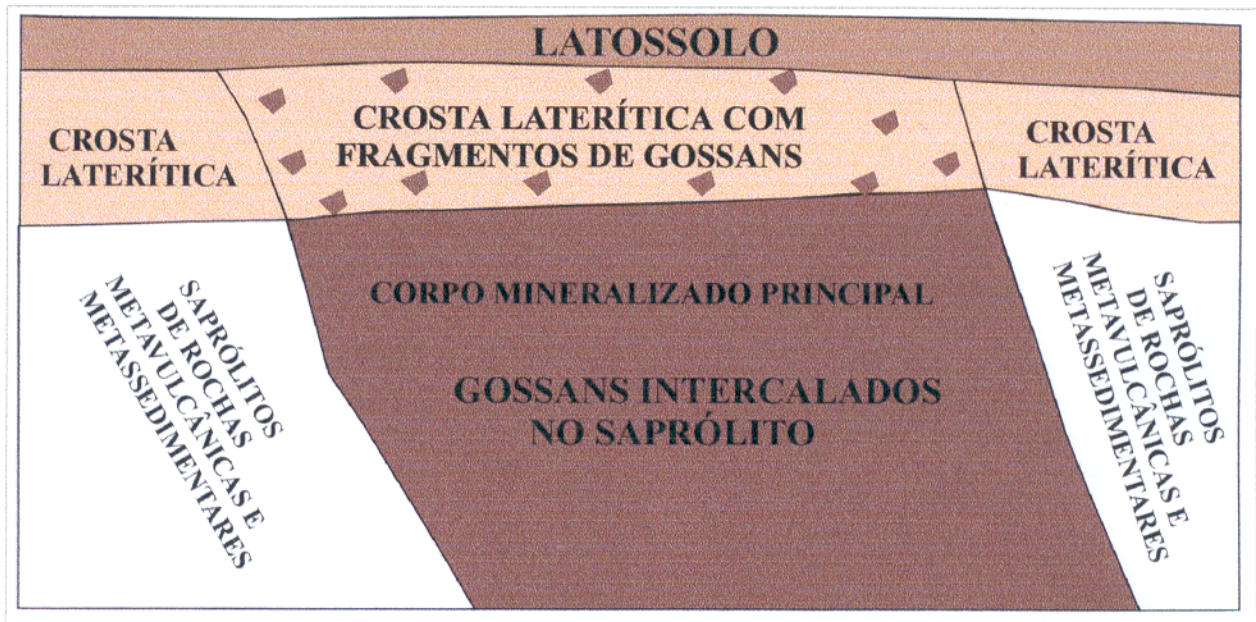 LATOSSOLO
CROSTA
LATERÍTICA
CROSTA LATERÍTICA COM
FRAGMENTOS DE GOSSANS
CROSTA
LATERÍTICA
SAPRÓLITOS
DE ROCHAS
METAVULCÂNICAS E
METASSEDIMENTARES
CORPO MINERALIZADO PRINCIPAL
GOSSANS INTERCALADOS
NO SAPRÓLITO
SAPRÓLITOS
DE ROCHAS
METAVULCÂNICAS E
METASSEDIMENTARES